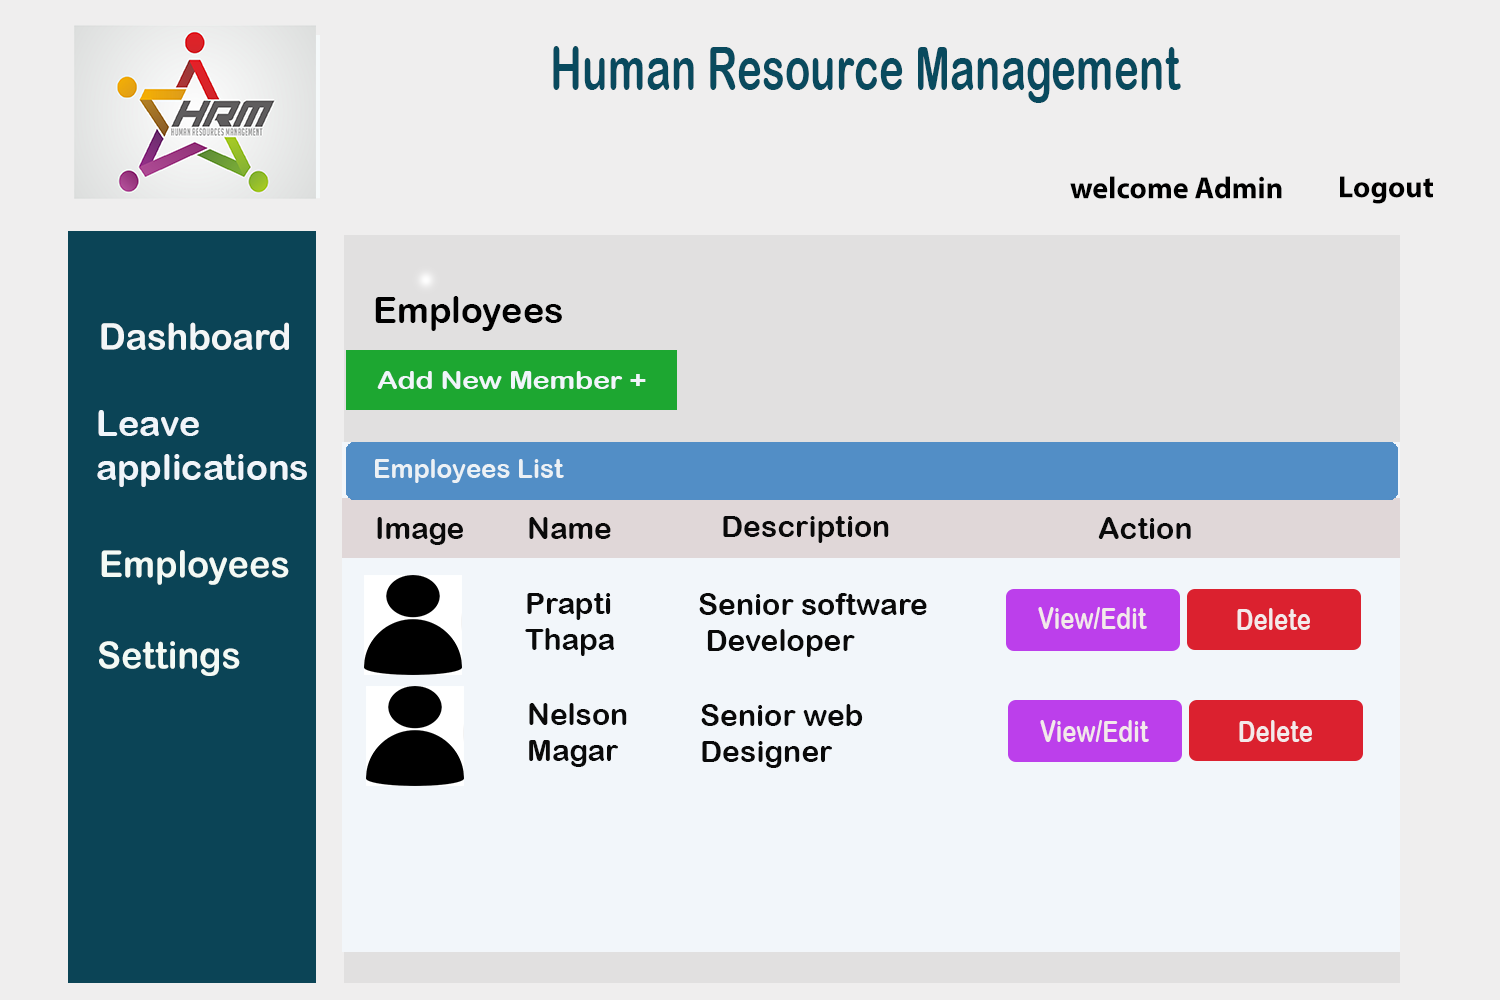 HRM
HUMAN RESOURCES MANAGEMENT
Human Resource Management
welcome Admin
Logout
Dashboard
Leave
applications
Employees
Settings
Employees
Add New Member +
Employees List
Image Name Description Action
Prapti
Thapa
Senior software
Developer
View/Edit
Delete
Nelson
Magar
Senior web
Designer
View/Edit
Delete